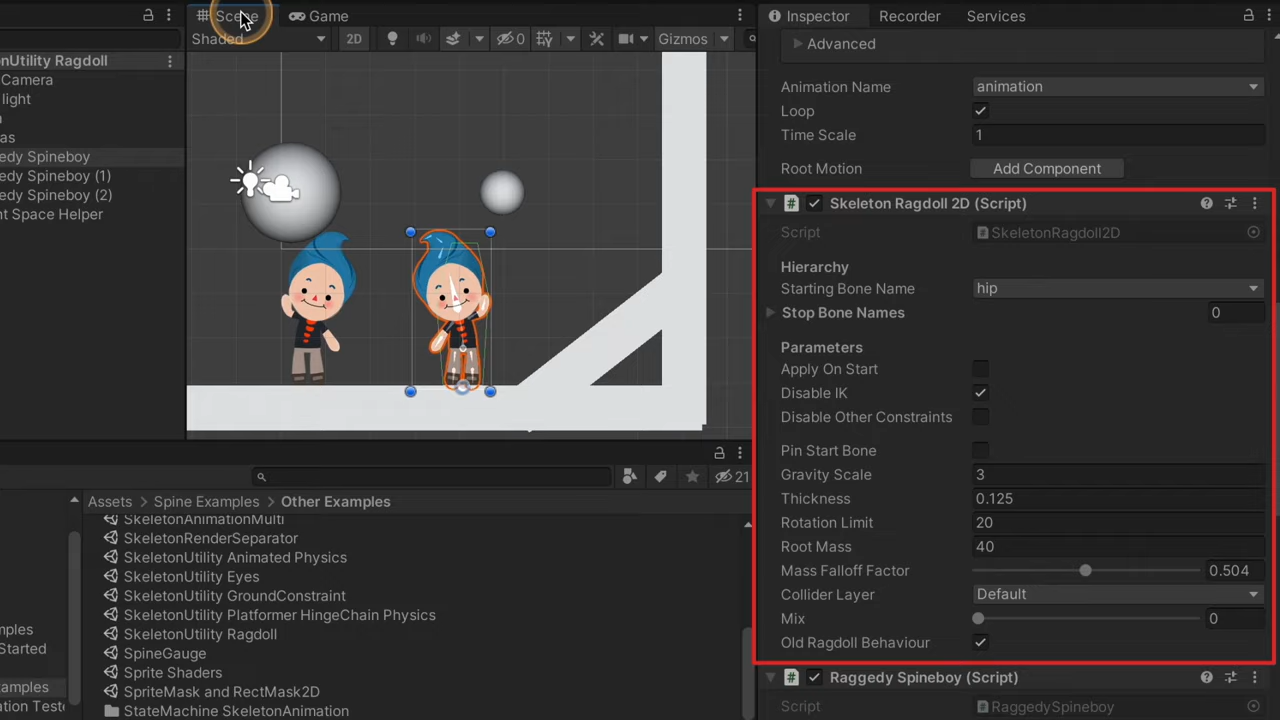 Scene
Game
Shaded
2D
0
Gizmos
onUtility Ragdoll
Camera
light
as
edy Spineboy
edy Spineboy (1)
edy Spineboy (2)
nt Space Helper
21
Assets > Spine Examples > Other Examples
SkeletonAnimationMulti
SkeletonRenderSeparator
SkeletonUtility Animated Physics
SkeletonUtility Eyes
SkeletonUtility GroundConstraint
SkeletonUtility Platformer HingeChain Physics
SkeletonUtility Ragdoll
SpineGauge
Sprite Shaders
SpriteMask and RectMask2D
StateMachine SkeletonAnimation
mples
Started
amples
ation Teste
Inspector
Recorder
Services
Advanced
Animation Name animation
Loop
Time Scale 1
Root Motion Add Component
# Skeleton Ragdoll 2D (Script)
Script SkeletonRagdoll2D
Hierarchy
Starting Bone Name hip
Stop Bone Names 0
Parameters
Apply On Start
Disable IK
Disable Other Constraints
Pin Start Bone
Gravity Scale 3
Thickness 0.125
Rotation Limit 20
Root Mass 40
Mass Falloff Factor 0.504
Collider Layer Default
Mix 0
Old Ragdoll Behaviour
# Raggedy Spineboy (Script)
Script RaggedySpineboy